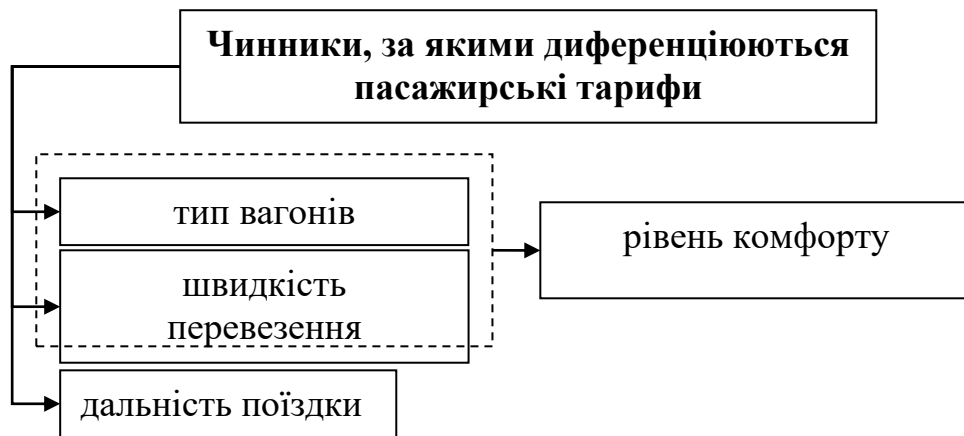 Чинники, за якими диференціюються
пасажирські тарифи
тип вагонів
рівень комфорту
швидкість
перевезення
дальність поїздки